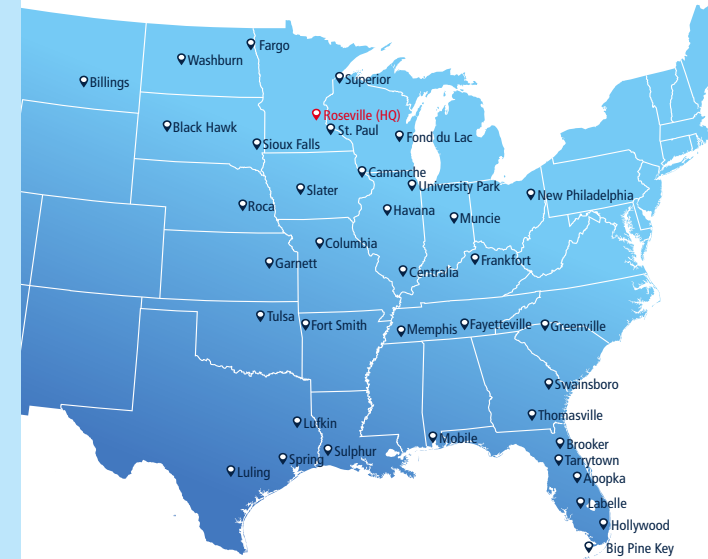 Fargo
Washburn
Superior
Billings
Roseville (HQ)
Black Hawk
St. Paul
Fond du Lac
Sioux Falls
Camanche
University Park
Slater
New Philadelphia
Roca
Havana
Muncie
Columbia
Garnett
Frankfort
Centralia
Tulsa
Fort Smith
Memphis
Fayetteville
Greenville
Swainsboro
Thomasville
Lufkin
Mobile
Brooker
Sulphur
Spring
Tarrytown
Luling
Apopka
Labelle
Hollywood
Big Pine Key